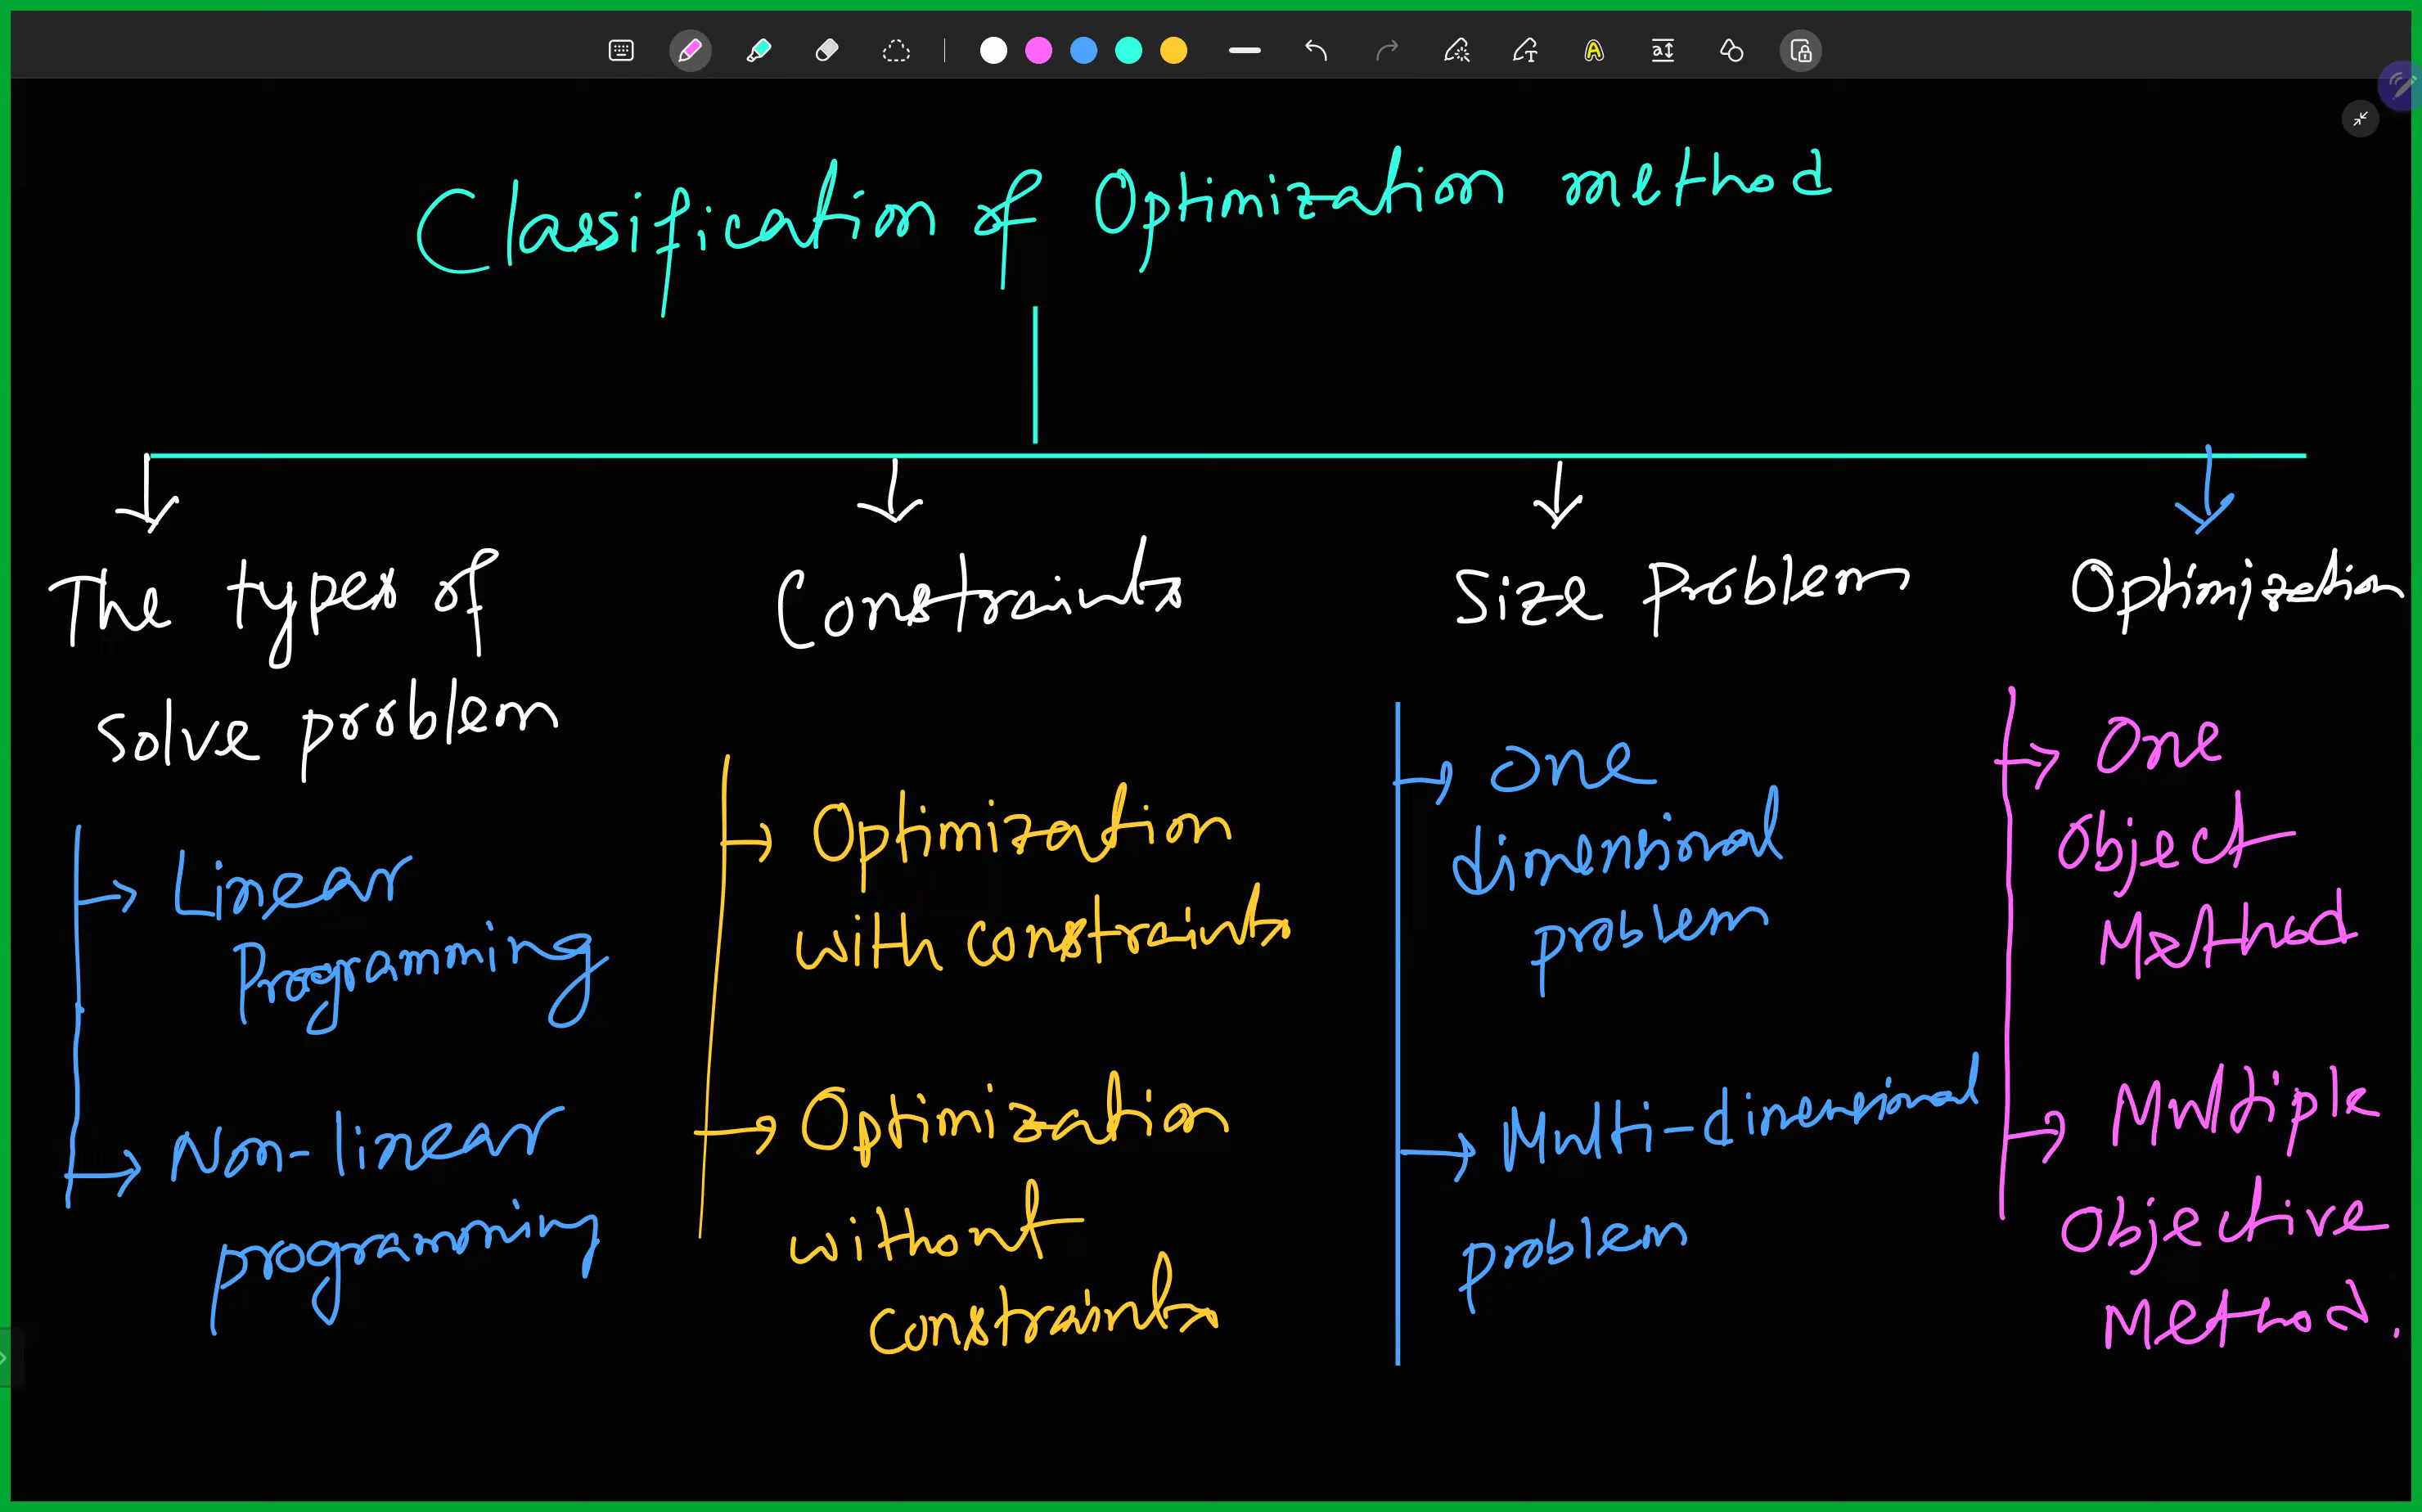 Classification of Optimization method
The types of
solve problem
Linear
Programming
Non-linear
programming
Constraints
Optimization
with constraints
Optimization
without
constraints
Size Problem
One
dimensional
problem
Multi-dimensional
problem
Optimization
One
Object
Method
Multiple
Objective
Method.